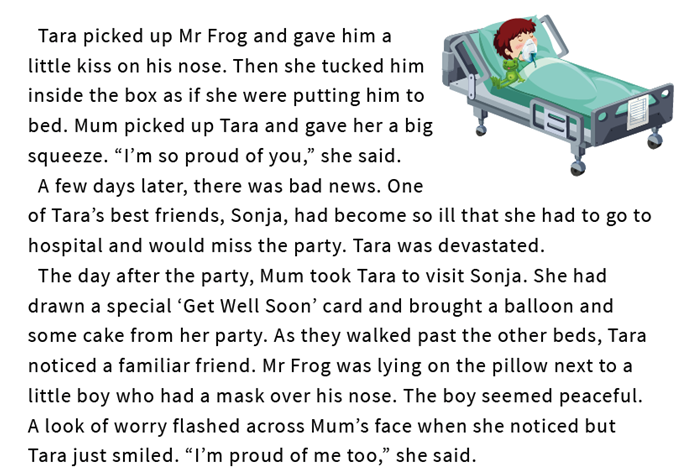 Tara picked up Mr Frog and gave him a
little kiss on his nose. Then she tucked him
inside the box as if she were putting him to
bed. Mum picked up Tara and gave her a big
squeeze. “I’m so proud of you,” she said.
A few days later, there was bad news. One
of Tara’s best friends, Sonja, had become so ill that she had to go to
hospital and would miss the party. Tara was devastated.
The day after the party, Mum took Tara to visit Sonja. She had
drawn a special ‘Get Well Soon’ card and brought a balloon and
some cake from her party. As they walked past the other beds, Tara
noticed a familiar friend. Mr Frog was lying on the pillow next to a
little boy who had a mask over his nose. The boy seemed peaceful.
A look of worry flashed across Mum’s face when she noticed but
Tara just smiled. “I’m proud of me too,” she said.